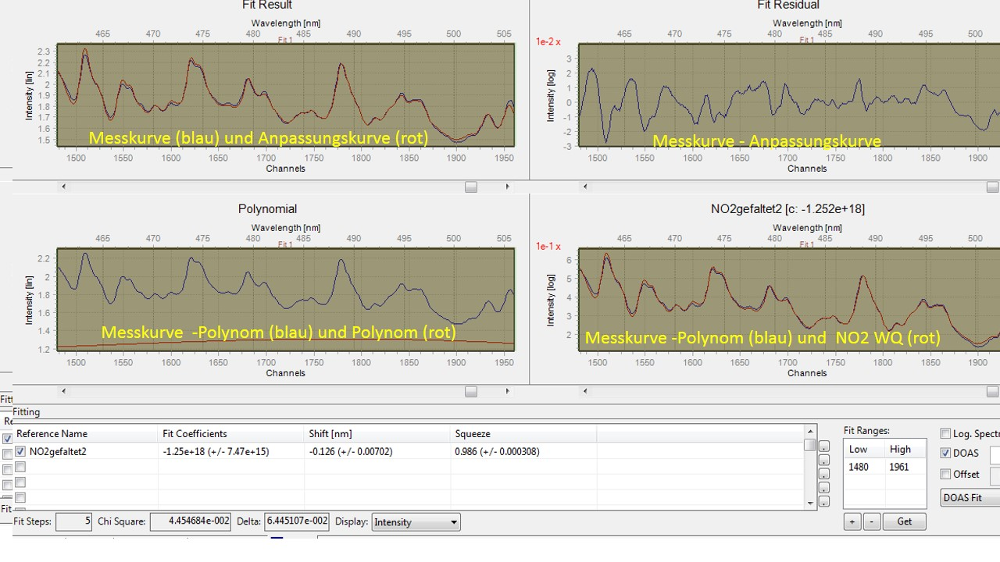 Fit Result
Wavelength [nm]
465 470 475 480 485 490 495 500 505
Fit 1
Intensity [lin]
2.3
2.2
2.1
2
1.9
1.8
1.7
1.6
1.5
Messkurve (blau) und Anpassungskurve (rot)
1500 1550 1600 1650 1700 1750 1800 1850 1900 1950
Channels
Fit Residual
Wavelength [nm]
465 470 475 480 485 490 495 500
Fit 1
1e-2 x
Intensity [log]
3
2
1
0
-1
-2
-3
Messkurve - Anpassungskurve
1500 1550 1600 1650 1700 1750 1800 1850 1900
Channels
Polynomial
Wavelength [nm]
465 470 475 480 485 490 495 500 505
Fit 1
Intensity [lin]
2.2
2
1.8
1.6
1.4
1.2
Messkurve -Polynom (blau) und Polynom (rot)
1500 1550 1600 1650 1700 1750 1800 1850 1900 1950
Channels
NO2gefaltet2 [c: -1.252e+18]
Wavelength [nm]
465 470 475 480 485 490 495 500
Fit 1
1e-1 x
Intensity [log]
6
5
4
3
2
Messkurve -Polynom (blau) und NO2 WQ (rot)
1500 1550 1600 1650 1700 1750 1800 1850 1900
Channels
Fitt
Fitting
Re
Reference Name Fit Coefficients Shift [nm] Squeeze
NO2gefaltet2 -1.25e+18 (+/- 7.47e+15) -0.126 (+/- 0.00702) 0.986 (+/- 0.000308)
Fit Ranges:
Low High
1480 1961
Log. Spectr
DOAS
Offset
DOAS Fit
+ - Get
Fit
Fit Steps: 5 Chi Square: 4.454684e-002 Delta: 6.445107e-002 Display: Intensity